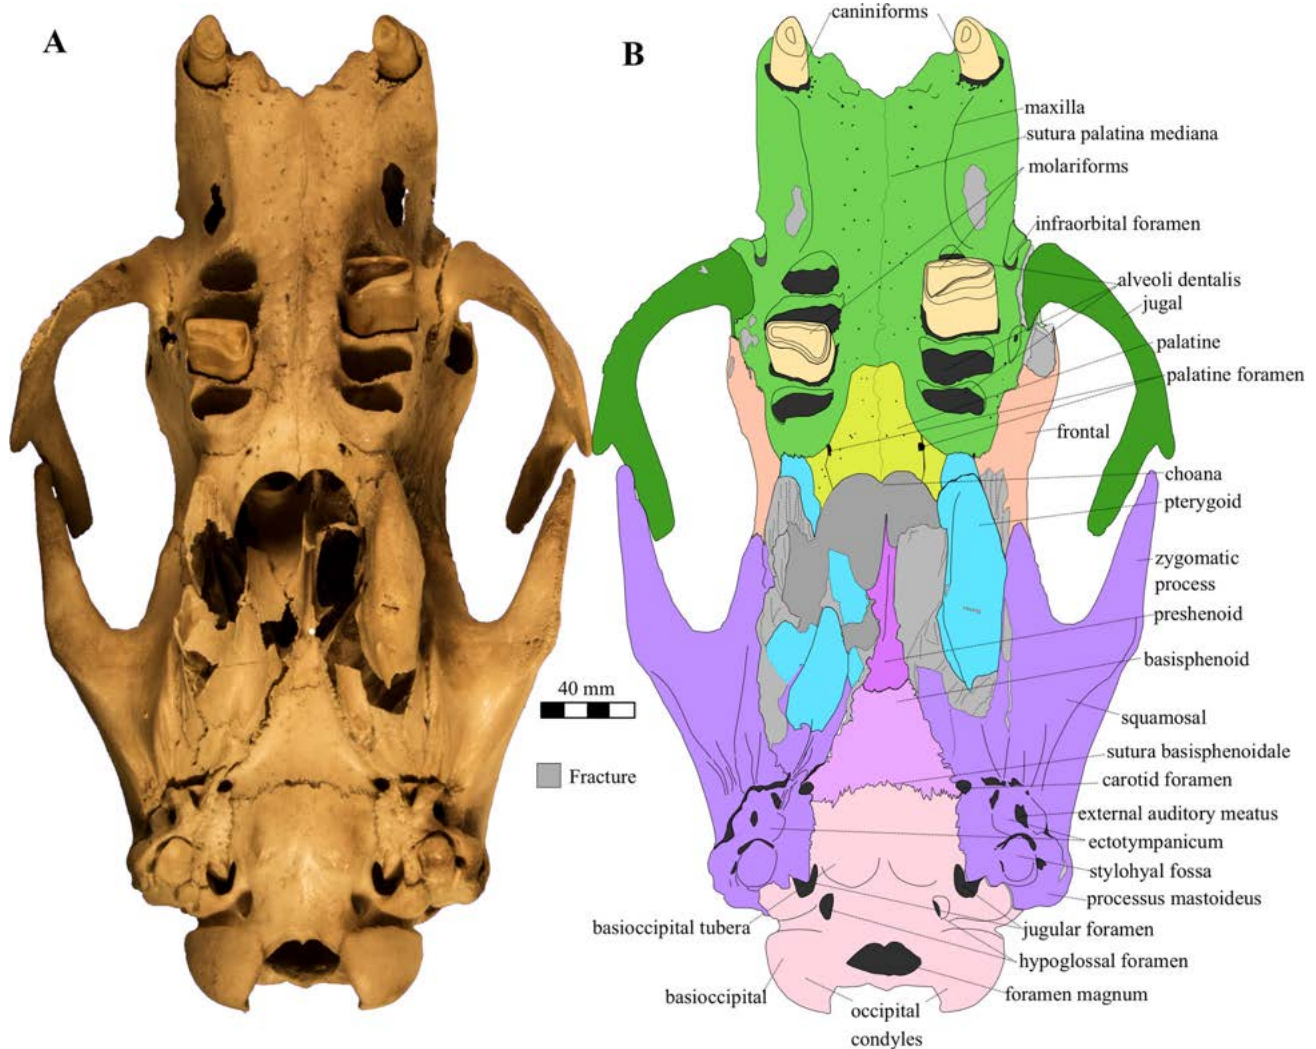 A
B
caniniforms
maxilla
sutura palatina mediana
molariforms
infraorbital foramen
alveoli dentalis
jugal
palatine
palatine foramen
frontal
choana
pterygoid
zygomatic
process
preshenoid
basisphenoid
40 mm
squamosal
Fracture
sutura basisphenoidale
carotid foramen
external auditory meatus
ectotympanicum
stylohyal fossa
processus mastoideus
basioccipital tubera
jugular foramen
hypoglossal foramen
basioccipital
foramen magnum
occipital
condyles